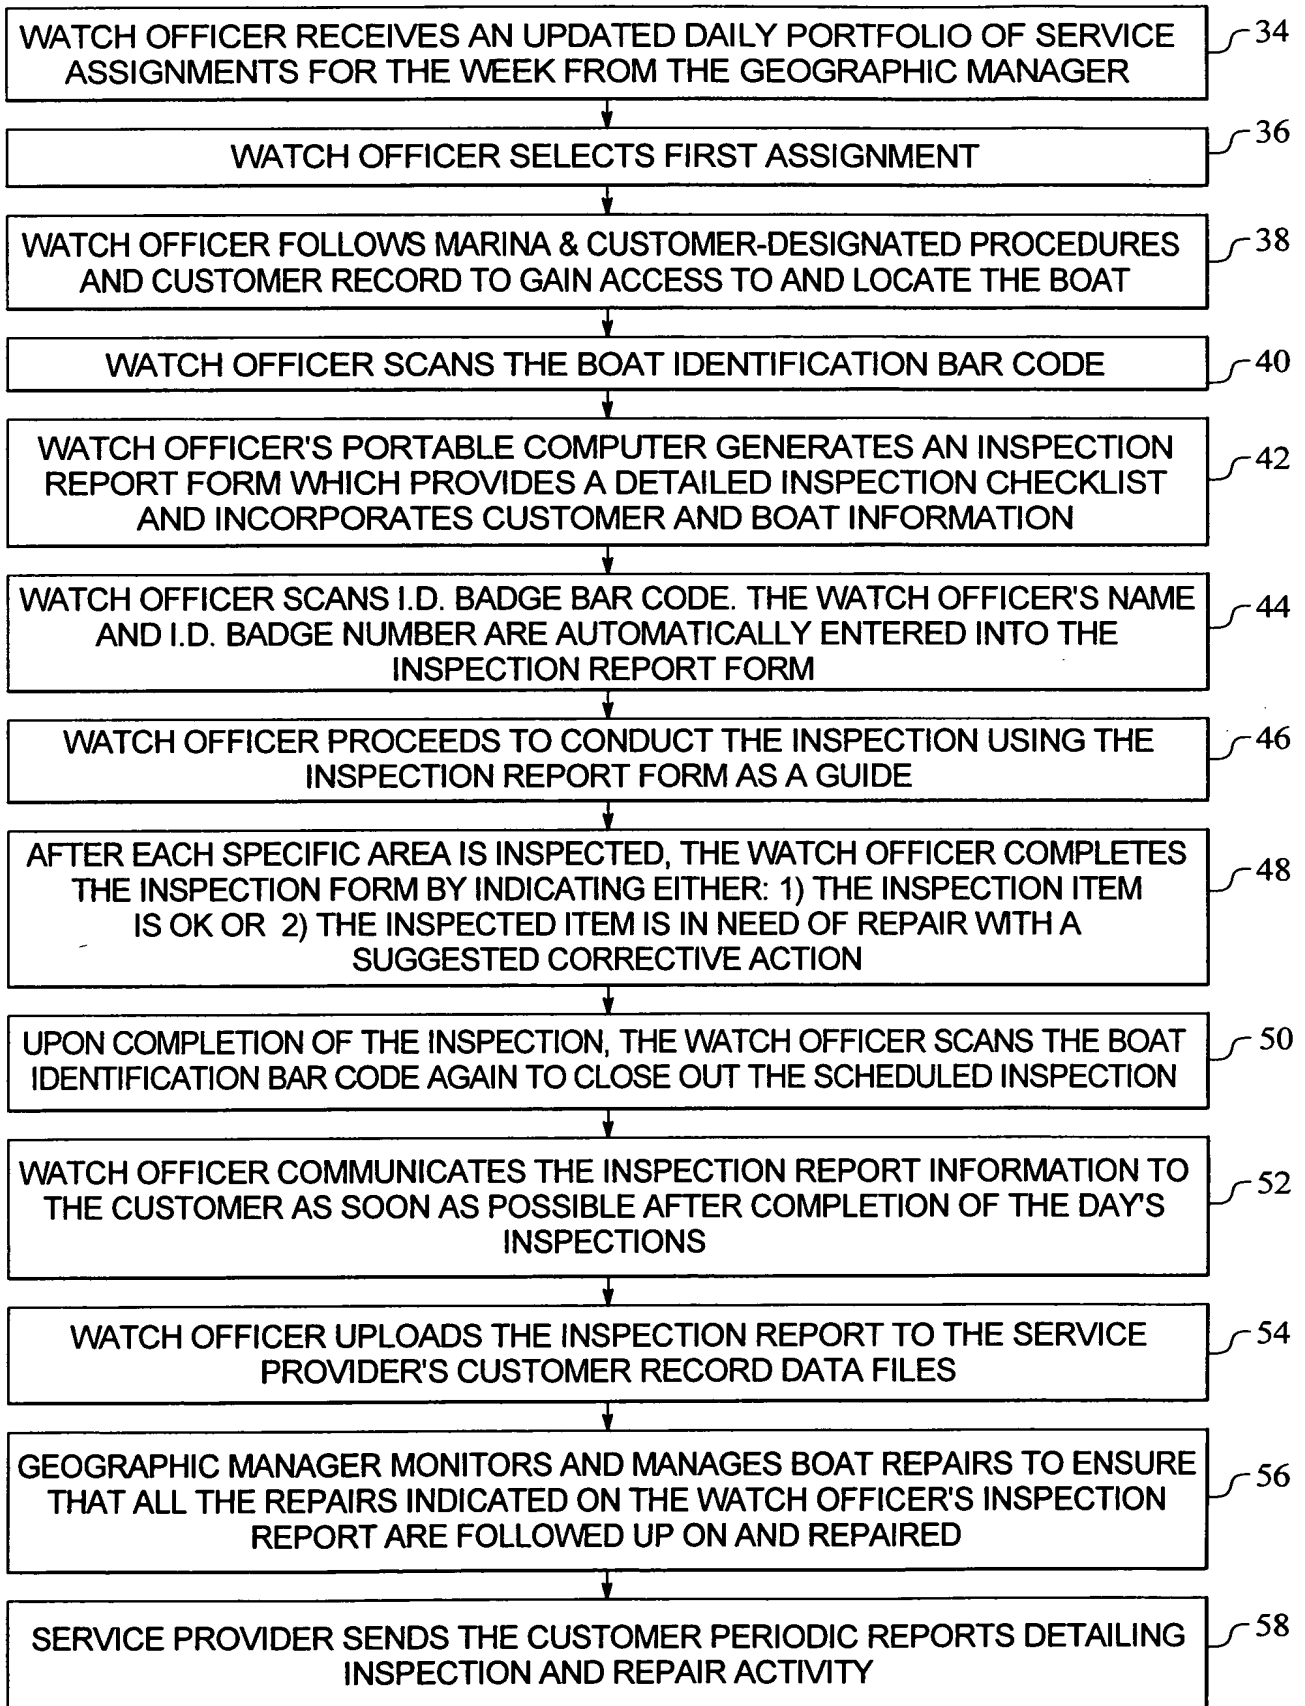 WATCH OFFICER RECEIVES AN UPDATED DAILY PORTFOLIO OF SERVICE
ASSIGNMENTS FOR THE WEEK FROM THE GEOGRAPHIC MANAGER
34
WATCH OFFICER SELECTS FIRST ASSIGNMENT
36
WATCH OFFICER FOLLOWS MARINA & CUSTOMER-DESIGNATED PROCEDURES
AND CUSTOMER RECORD TO GAIN ACCESS TO AND LOCATE THE BOAT
38
WATCH OFFICER SCANS THE BOAT IDENTIFICATION BAR CODE
40
WATCH OFFICER'S PORTABLE COMPUTER GENERATES AN INSPECTION
REPORT FORM WHICH PROVIDES A DETAILED INSPECTION CHECKLIST
AND INCORPORATES CUSTOMER AND BOAT INFORMATION
42
WATCH OFFICER SCANS I.D. BADGE BAR CODE. THE WATCH OFFICER'S NAME
AND I.D. BADGE NUMBER ARE AUTOMATICALLY ENTERED INTO THE
INSPECTION REPORT FORM
44
WATCH OFFICER PROCEEDS TO CONDUCT THE INSPECTION USING THE
INSPECTION REPORT FORM AS A GUIDE
46
AFTER EACH SPECIFIC AREA IS INSPECTED, THE WATCH OFFICER COMPLETES
THE INSPECTION FORM BY INDICATING EITHER: 1) THE INSPECTION ITEM
IS OK OR 2) THE INSPECTED ITEM IS IN NEED OF REPAIR WITH A
SUGGESTED CORRECTIVE ACTION
48
UPON COMPLETION OF THE INSPECTION, THE WATCH OFFICER SCANS THE BOAT
IDENTIFICATION BAR CODE AGAIN TO CLOSE OUT THE SCHEDULED INSPECTION
50
WATCH OFFICER COMMUNICATES THE INSPECTION REPORT INFORMATION TO
THE CUSTOMER AS SOON AS POSSIBLE AFTER COMPLETION OF THE DAY'S
INSPECTIONS
52
WATCH OFFICER UPLOADS THE INSPECTION REPORT TO THE SERVICE
PROVIDER'S CUSTOMER RECORD DATA FILES
54
GEOGRAPHIC MANAGER MONITORS AND MANAGES BOAT REPAIRS TO ENSURE
THAT ALL THE REPAIRS INDICATED ON THE WATCH OFFICER'S INSPECTION
REPORT ARE FOLLOWED UP ON AND REPAIRED
56
SERVICE PROVIDER SENDS THE CUSTOMER PERIODIC REPORTS DETAILING
INSPECTION AND REPAIR ACTIVITY
58